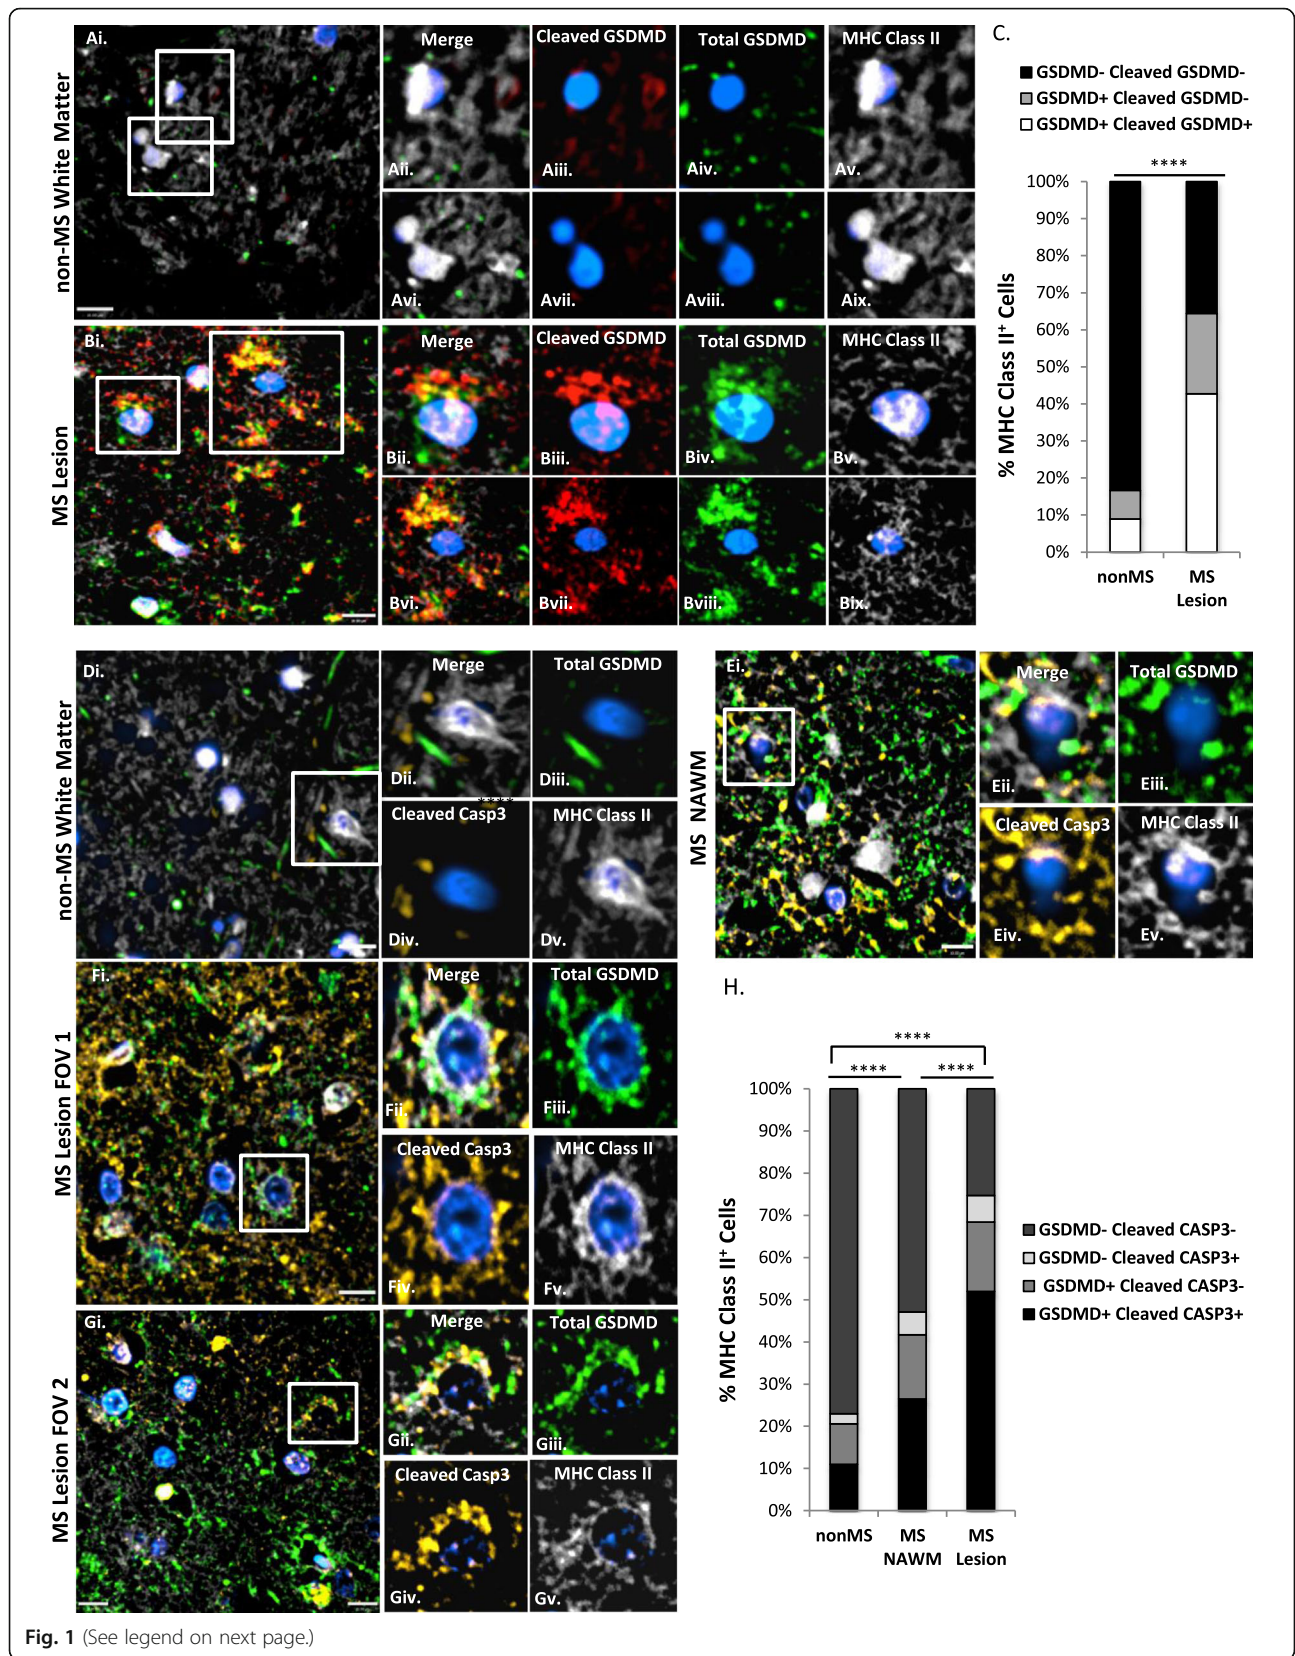 Ai.
non-MS White Matter
Merge
Cleaved GSDMD
Total GSDMD
MHC Class II
Aii.
Aiii.
Aiv.
Av.
Avi.
Avii.
Aviii.
Aix.
Bi.
MS Lesion
Merge
Cleaved GSDMD
Total GSDMD
MHC Class II
Bii.
Biii.
Biv.
Bv.
Bvi.
Bvii.
Bviii.
Bix.
C.
GSDMD- Cleaved GSDMD-
GSDMD+ Cleaved GSDMD-
GSDMD+ Cleaved GSDMD+
****
100%
90%
80%
70%
60%
50%
40%
30%
20%
10%
0%
% MHC Class II+ Cells
nonMS
MS
Lesion
Di.
non-MS White Matter
Merge
Total GSDMD
Dii.
Diii.
****
Cleaved Casp3
MHC Class II
Div.
Dv.
Ei.
MS NAWM
Merge
Total GSDMD
Eii.
Eiii.
Cleaved Casp3
MHC Class II
Eiv.
Ev.
Fi.
MS Lesion FOV 1
Merge
Total GSDMD
Fii.
Fiii.
Cleaved Casp3
MHC Class II
Fiv.
Fv.
Gi.
MS Lesion FOV 2
Merge
Total GSDMD
Gii.
Giii.
Cleaved Casp3
MHC Class II
Giv.
Gv.
H.
****
****
****
100%
90%
80%
70%
60%
50%
40%
30%
20%
10%
0%
% MHC Class II+ Cells
nonMS
MS
NAWM
MS
Lesion
GSDMD- Cleaved CASP3-
GSDMD- Cleaved CASP3+
GSDMD+ Cleaved CASP3-
GSDMD+ Cleaved CASP3+
Fig. 1 (See legend on next page.)